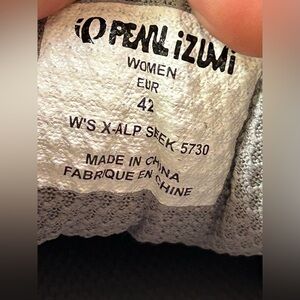 PEARL iZUMi
WOMEN
EUR
42
W'S X-ALP SEEK 5730
MADE IN CHINA
FABRIQUE EN CHINE